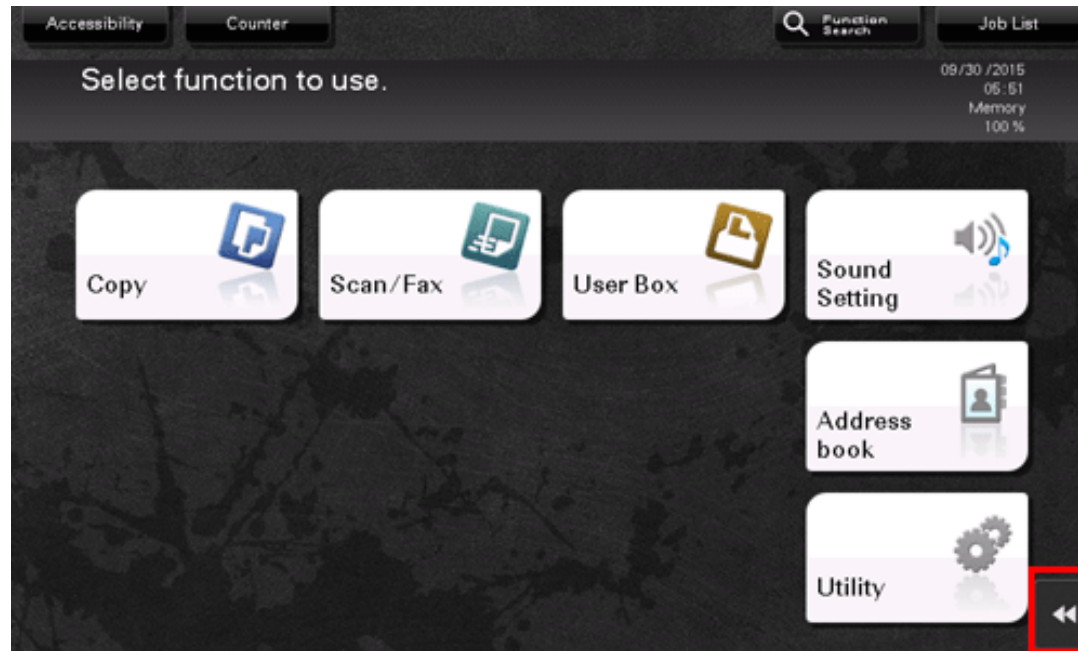 Accessibility
Counter
Function
Search
Job List
Select function to use.
09/30 /2015
05:51
Memory
100 %
Copy
Scan/Fax
User Box
Sound
Setting
Address
book
Utility